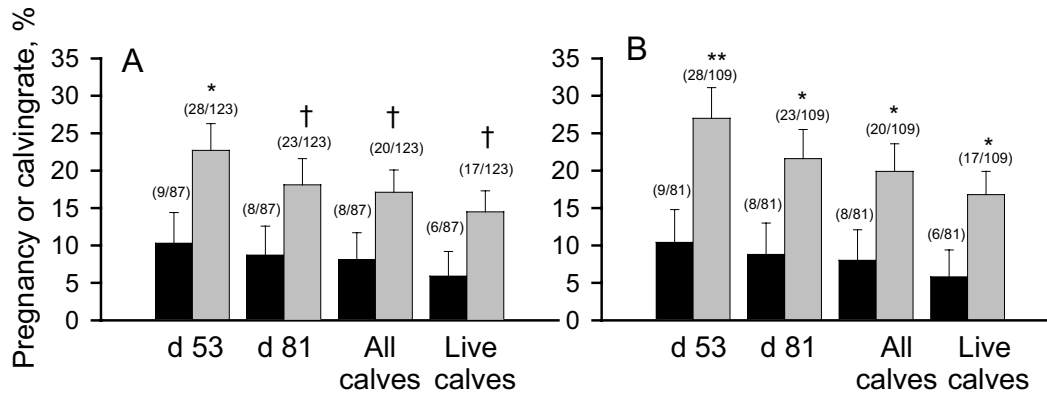 Pregnancy or calvingrate, %
A
35
30
25
20
15
10
5
0
*
(28/123)
(9/87)
†
(23/123)
(8/87)
†
(20/123)
(8/87)
†
(17/123)
(6/87)
d 53
d 81
All
calves
Live
calves
B
35
30
25
20
15
10
5
0
**
(28/109)
(9/81)
*
(23/109)
(8/81)
*
(20/109)
(8/81)
*
(17/109)
(6/81)
d 53
d 81
All
calves
Live
calves